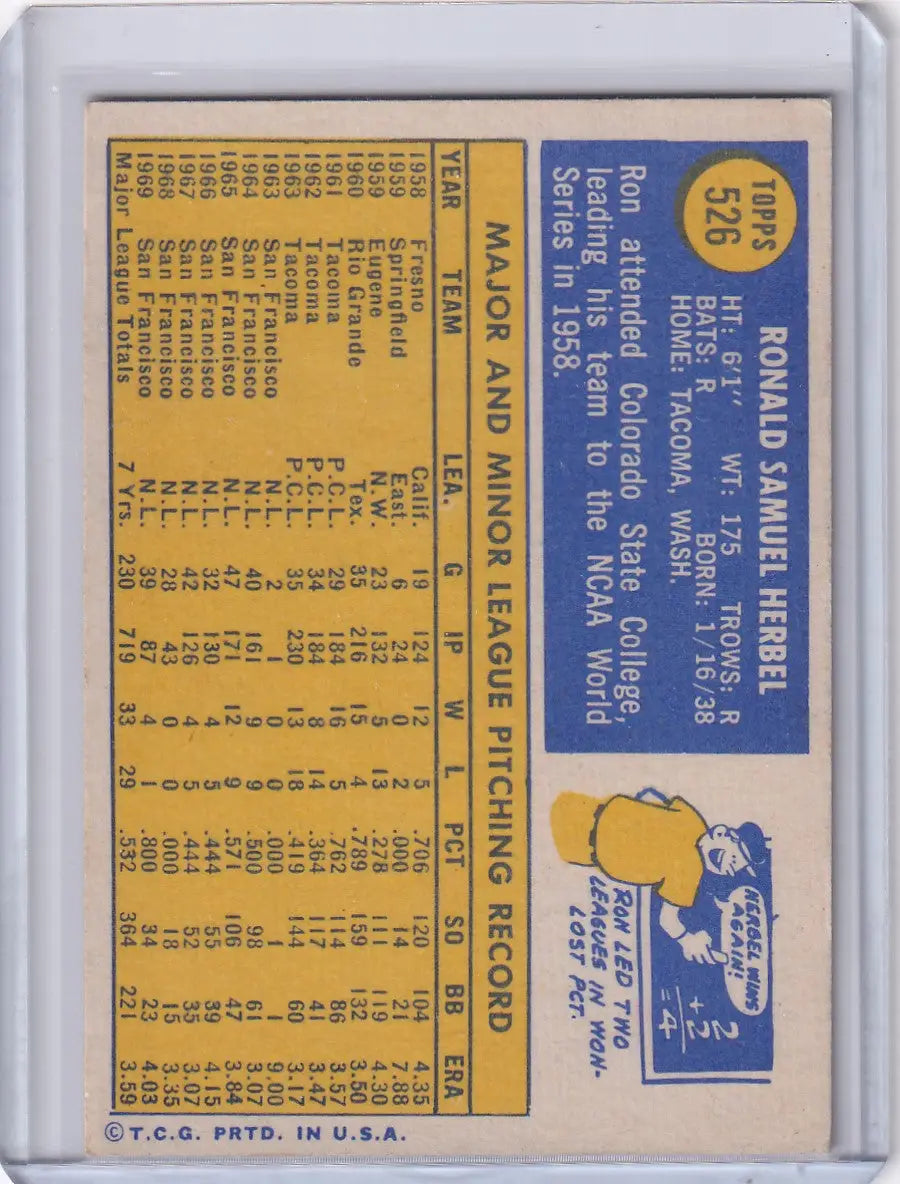 TOPPS
526
RONALD SAMUEL HERBEL
HT: 6'1'' WT: 175 TROWS: R
BATS: R BORN: 1/16/38
HOME: TACOMA, WASH.
Ron attended Colorado State College,
leading his team to the NCAA World
Series in 1958.
HERBEL WINS
AGAIN!
2
+ 2
= 4
RON LED TWO
LEAGUES IN WON-
LOST PCT.
MAJOR AND MINOR LEAGUE PITCHING RECORD
YEAR TEAM LEA. G IP W L PCT SO BB ERA
1958 Fresno Calif. 19 124 12 5 .706 120 104 4.35
1959 Springfield East. 6 24 0 2 .000 14 21 7.88
1959 Eugene N.W. 23 132 5 13 .278 111 119 4.30
1960 Rio Grande Tex. 35 216 15 4 .789 159 132 3.50
1961 Tacoma P.C.L. 29 184 16 5 .762 114 86 3.57
1962 Tacoma P.C.L. 34 184 8 14 .364 117 41 3.47
1963 Tacoma P.C.L. 35 230 13 18 .419 144 60 3.17
1963 San Francisco N.L. 2 1 0 0 .000 1 1 9.00
1964 San Francisco N.L. 40 161 9 9 .500 98 61 3.07
1965 San Francisco N.L. 47 171 12 9 .571 106 47 3.84
1966 San Francisco N.L. 32 130 4 5 .444 55 39 4.15
1967 San Francisco N.L. 42 126 4 5 .444 52 35 3.07
1968 San Francisco N.L. 28 43 0 0 .000 18 15 3.35
1969 San Francisco N.L. 39 87 4 1 .800 34 23 4.03
Major League Totals 7 Yrs. 230 719 33 29 .532 364 221 3.59
© T.C.G. PRTD. IN U.S.A.